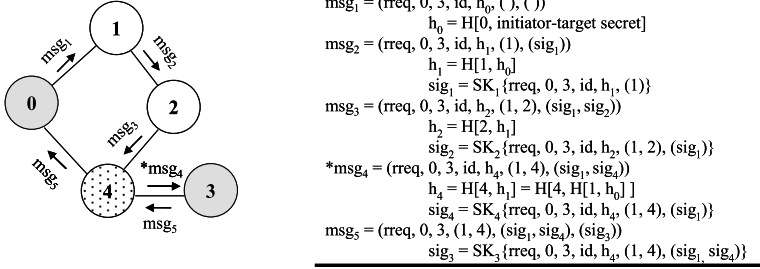 msg₁ = (rreq, 0, 3, id, h₀, ( ), ( ))
h₀ = H[0, initiator-target secret]
msg₂ = (rreq, 0, 3, id, h₁, (1), (sig₁))
h₁ = H[1, h₀]
sig₁ = SK₁{rreq, 0, 3, id, h₁, (1)}
msg₃ = (rreq, 0, 3, id, h₂, (1, 2), (sig₁, sig₂))
h₂ = H[2, h₁]
sig₂ = SK₂{rreq, 0, 3, id, h₂, (1, 2), (sig₁)}
*msg₄ = (rreq, 0, 3, id, h₄, (1, 4), (sig₁, sig₄))
h₄ = H[4, h₁] = H[4, H[1, h₀] ]
sig₄ = SK₄{rreq, 0, 3, id, h₄, (1, 4), (sig₁)}
msg₅ = (rreq, 0, 3, (1, 4), (sig₁, sig₄), (sig₃))
sig₃ = SK₃{rreq, 0, 3, id, h₄, (1, 4), (sig₁, sig₄)}
1
msg₁
msg₂
0
2
msg₃
msg₅
*msg₄
4
3
msg₅